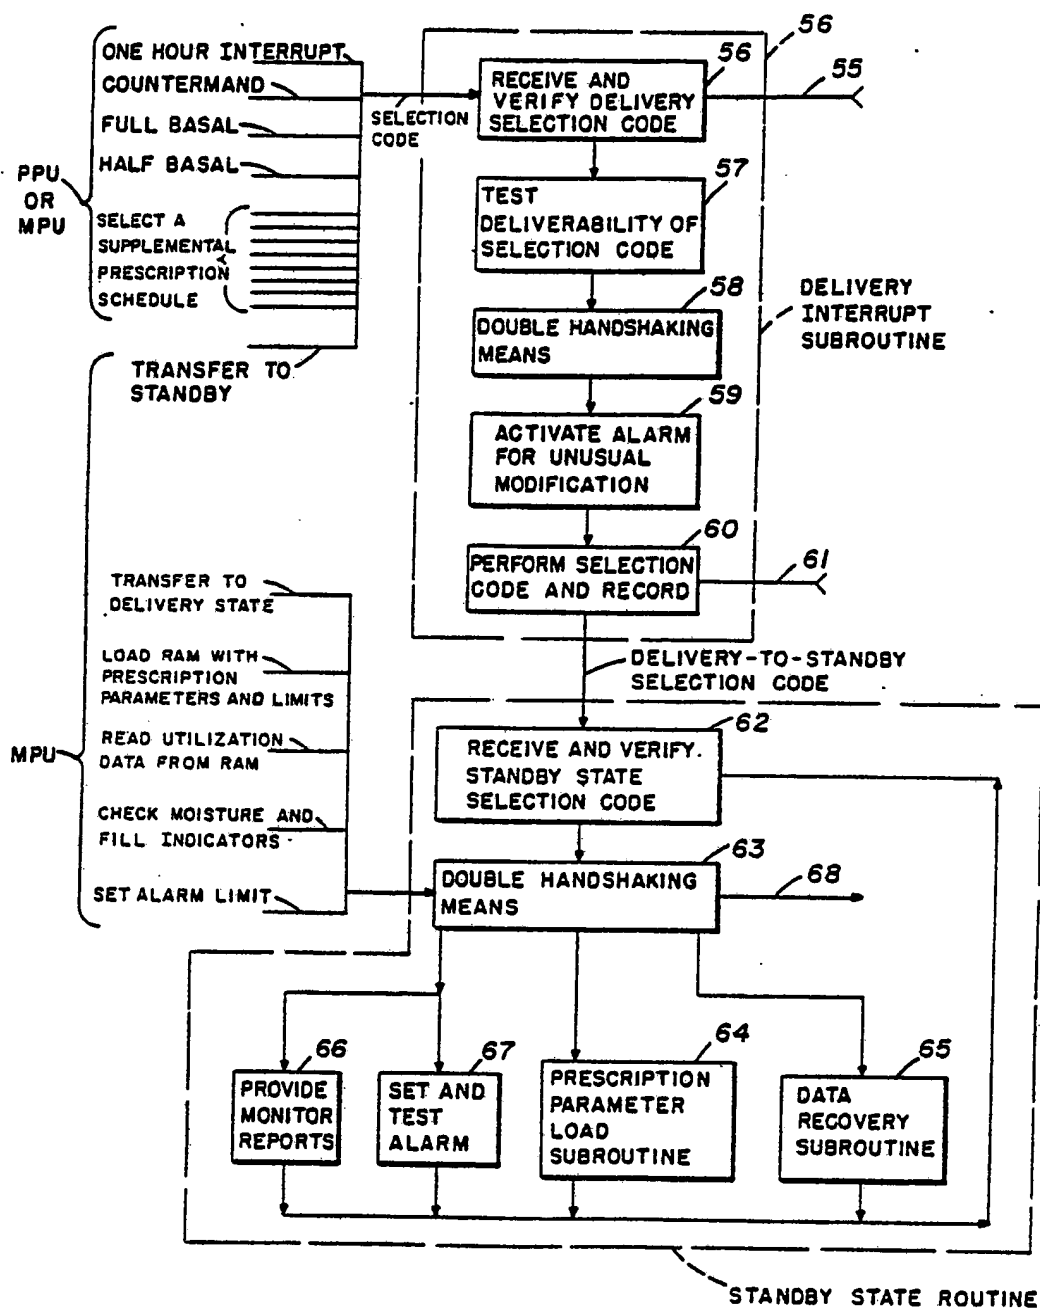 ONE HOUR INTERRUPT
COUNTERMAND
FULL BASAL
HALF BASAL
PPU
OR
MPU
SELECT A
SUPPLEMENTAL
PRESCRIPTION
SCHEDULE
TRANSFER TO
STANDBY
SELECTION
CODE
56
56
55
RECEIVE AND
VERIFY DELIVERY
SELECTION CODE
57
TEST
DELIVERABILITY OF
SELECTION CODE
58
DOUBLE HANDSHAKING
MEANS
DELIVERY
INTERRUPT
SUBROUTINE
59
ACTIVATE ALARM
FOR UNUSUAL
MODIFICATION
60
PERFORM SELECTION
CODE AND RECORD
61
DELIVERY-TO-STANDBY
SELECTION CODE
MPU
TRANSFER TO
DELIVERY STATE
LOAD RAM WITH
PRESCRIPTION
PARAMETERS AND LIMITS
READ UTILIZATION
DATA FROM RAM
CHECK MOISTURE AND
FILL INDICATORS
SET ALARM LIMIT
62
RECEIVE AND VERIFY.
STANDBY STATE
SELECTION CODE
63
DOUBLE HANDSHAKING
MEANS
68
66
PROVIDE
MONITOR
REPORTS
67
SET AND
TEST
ALARM
64
PRESCRIPTION
PARAMETER
LOAD
SUBROUTINE
65
DATA
RECOVERY
SUBROUTINE
STANDBY STATE ROUTINE